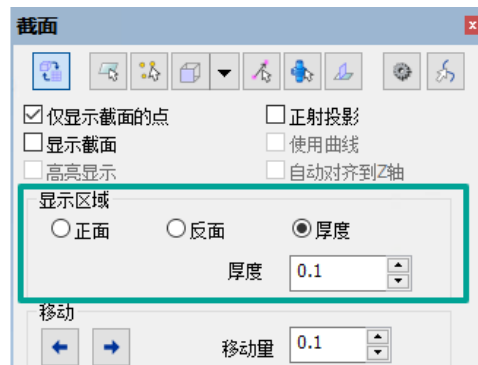 截面
仅显示截面的点 正射投影
显示截面 使用曲线
高亮显示 自动对齐到Z轴
显示区域
正面 反面 厚度
厚度 0.1
移动
移动量 0.1